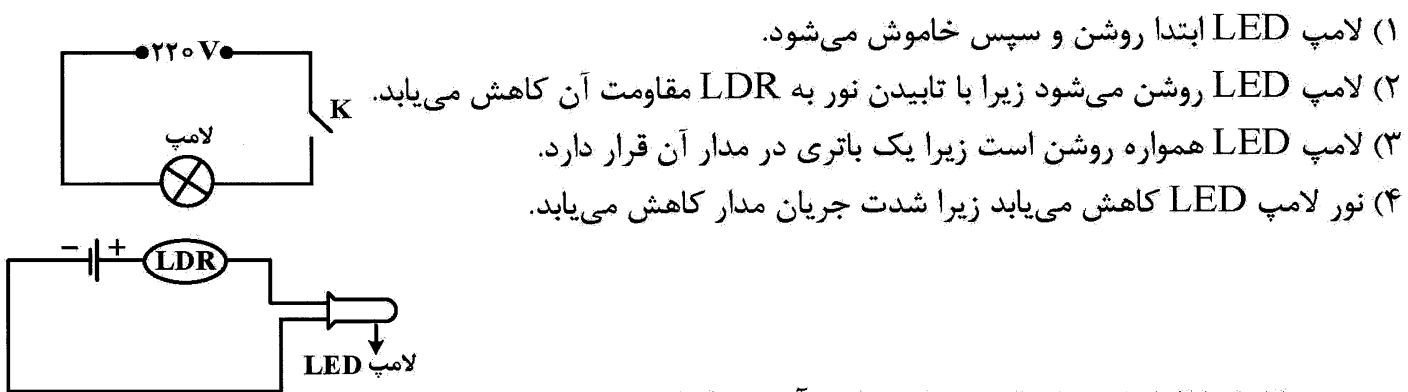 ۱) لامپ LED ابتدا روشن و سپس خاموش می‌شود.
۲) لامپ LED روشن می‌شود زیرا با تابیدن نور به LDR مقاومت آن کاهش می‌یابد.
۳) لامپ LED همواره روشن است زیرا یک باتری در مدار آن قرار دارد.
۴) نور لامپ LED کاهش می‌یابد زیرا شدت جریان مدار کاهش می‌یابد.
۲۲۰ V
K
لامپ
− +
LDR
لامپ LED